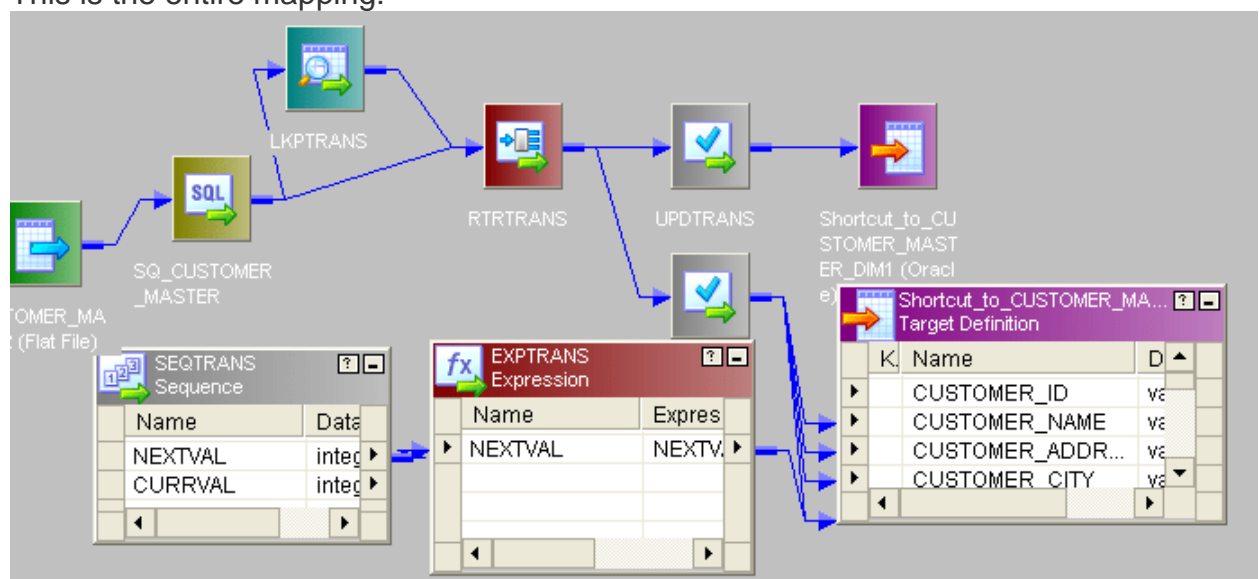 This is the entire mapping.
LKPTRANS
SQL
RTRTRANS
UPDTRANS
Shortcut_to_CU
STOMER_MAST
ER_DIM1 (Oracl
e)
SQ_CUSTOMER
_MASTER
TOMER_MA
(Flat File)
SEQTRANS
Sequence
Name Data
NEXTVAL integ
CURRVAL integ
fx EXPTRANS
Expression
Name Expres
NEXTVAL NEXTV
Shortcut_to_CUSTOMER_MA...
Target Definition
K Name D
CUSTOMER_ID va
CUSTOMER_NAME va
CUSTOMER_ADDR... va
CUSTOMER_CITY va